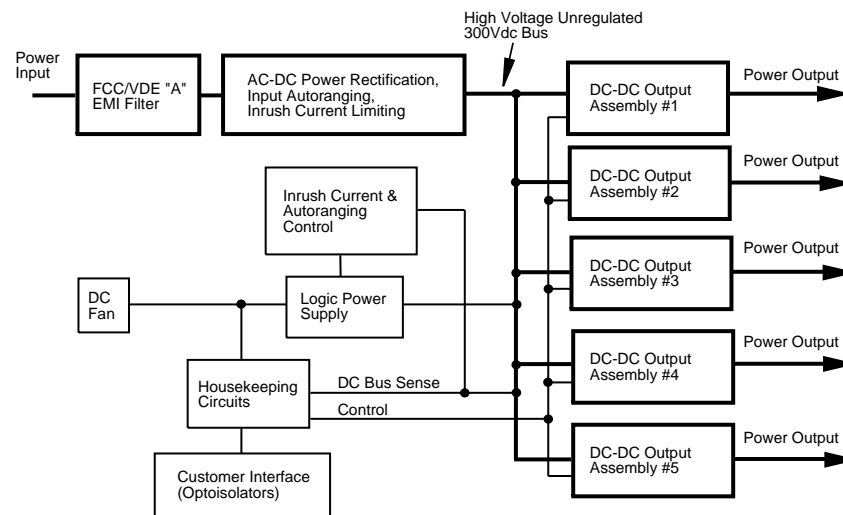 High Voltage Unregulated
300Vdc Bus
Power
Input
FCC/VDE "A"
EMI Filter
AC-DC Power Rectification,
Input Autoranging,
Inrush Current Limiting
DC-DC Output
Assembly #1
Power Output
DC-DC Output
Assembly #2
Power Output
Inrush Current &
Autoranging
Control
DC-DC Output
Assembly #3
Power Output
DC
Fan
Logic Power
Supply
DC-DC Output
Assembly #4
Power Output
Housekeeping
Circuits
DC Bus Sense
Control
DC-DC Output
Assembly #5
Power Output
Customer Interface
(Optoisolators)